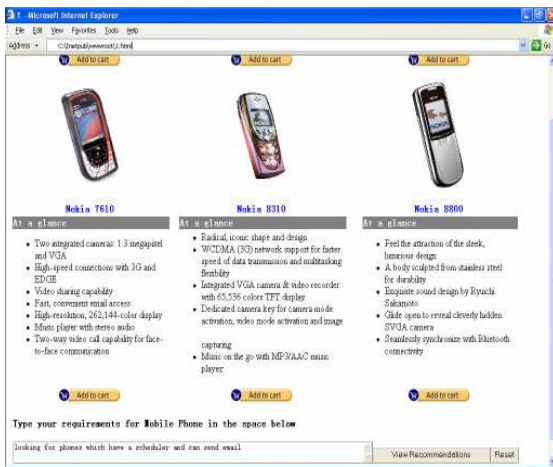 1 - Microsoft Internet Explorer
File Edit View Favorites Tools Help
Address C:\Inetpub\wwwroot\1.html Go
Add to cart Add to cart Add to cart
Nokia 7610
At a glance
Two integrated cameras: 1.3 megapixel
and VGA
High-speed connections with 3G and
EDGE
Video sharing capability
Fast, convenient email access
High-resolution, 262,144-color display
Music player with stereo audio
Two-way video call capability for face-
to-face communication
Add to cart
Nokia 8310
At a glance
Radical, iconic shape and design
WCDMA (3G) network support for faster
speed of data transmission and multitasking
flexibility
Integrated VGA camera & video recorder
with 65,536 colors TFT display.
Dedicated camera key for camera mode
activation, video mode activation and image
capturing
Music on the go with MP3/AAC music
player
Add to cart
Nokia 8800
At a glance
Feel the attraction of the sleek,
luxurious design
A body sculpted from stainless steel
for durability
Exquisite sound design by Ryuichi
Sakamoto
Glide open to reveal cleverly hidden
SVGA camera
Seamlessly synchronize with Bluetooth
connectivity
Add to cart
Type your requirements for Mobile Phone in the space below
looking for phones which have a scheduler and can send email
View Recommendations Reset